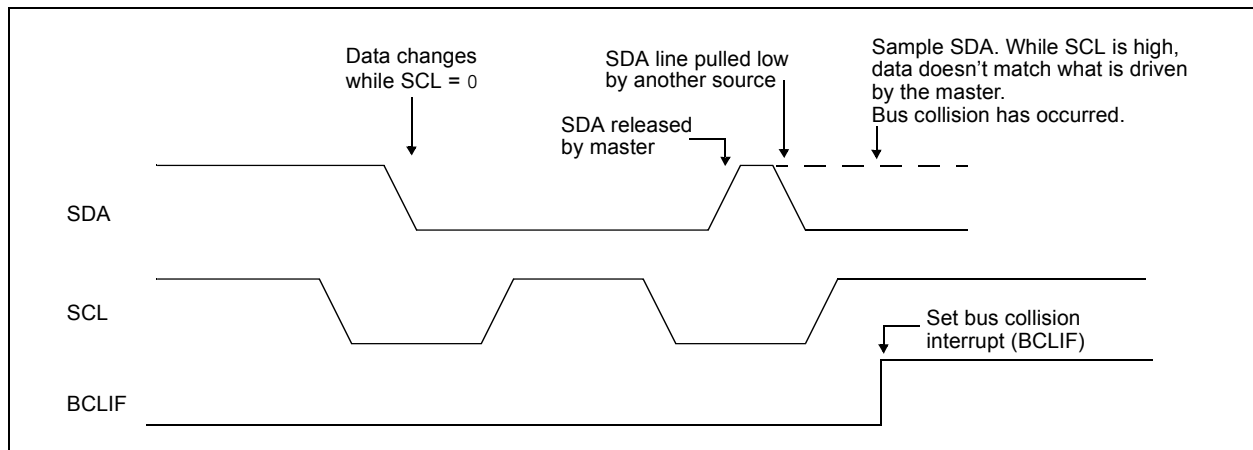 Data changes
while SCL = 0
SDA line pulled low
by another source
Sample SDA. While SCL is high,
data doesn't match what is driven
by the master.
Bus collision has occurred.
SDA released
by master
SDA
SCL
Set bus collision
interrupt (BCLIF)
BCLIF